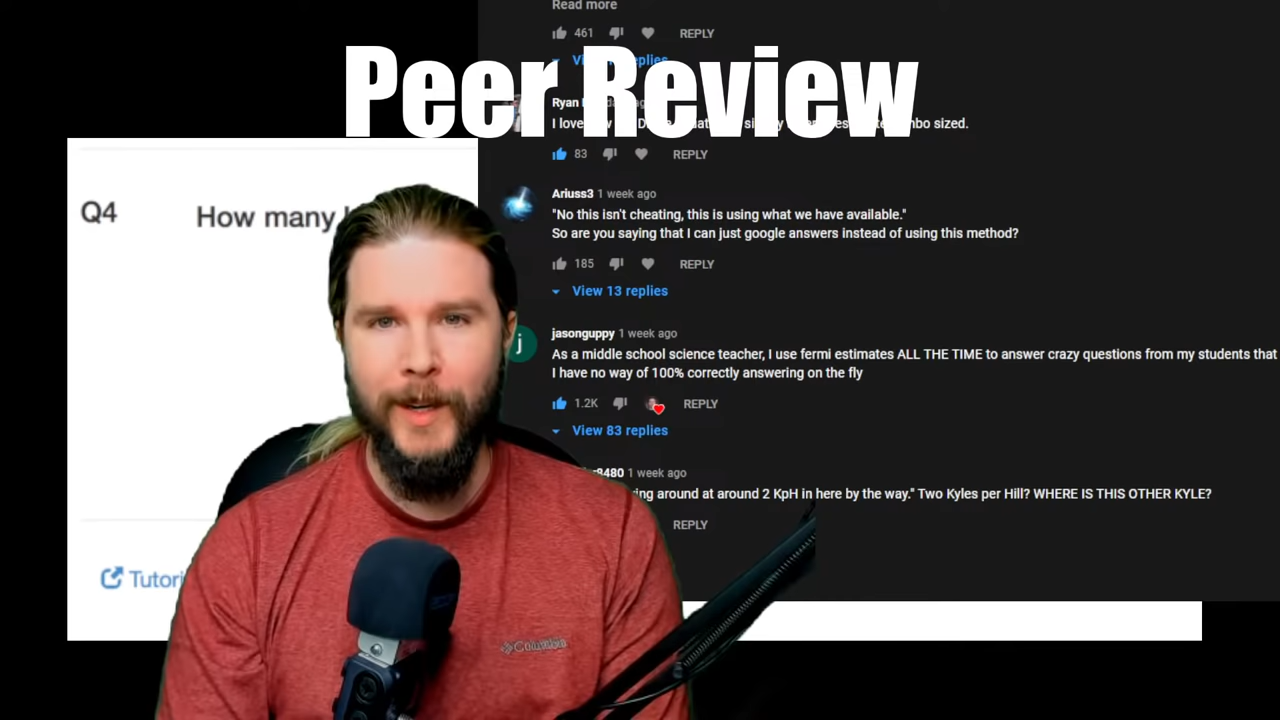 Read more
461 REPLY
Peer Review
Ryan
I love sized.
83 REPLY
Q4 How many
Ariuss3 1 week ago
"No this isn't cheating, this is using what we have available."
So are you saying that I can just google answers instead of using this method?
185 REPLY
View 13 replies
jasonguppy 1 week ago
As a middle school science teacher, I use fermi estimates ALL THE TIME to answer crazy questions from my students that
I have no way of 100% correctly answering on the fly
1.2K REPLY
View 83 replies
1 week ago
around at around 2 KpH in here by the way." Two Kyles per Hill? WHERE IS THIS OTHER KYLE?
REPLY
Columbia